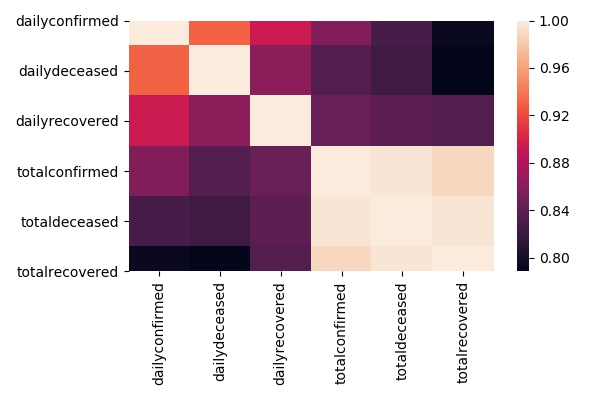 dailyconfirmed
dailydeceased
dailyrecovered
totalconfirmed
totaldeceased
totalrecovered
1.00
0.96
0.92
0.88
0.84
0.80
dailyconfirmed
dailydeceased
dailyrecovered
totalconfirmed
totaldeceased
totalrecovered